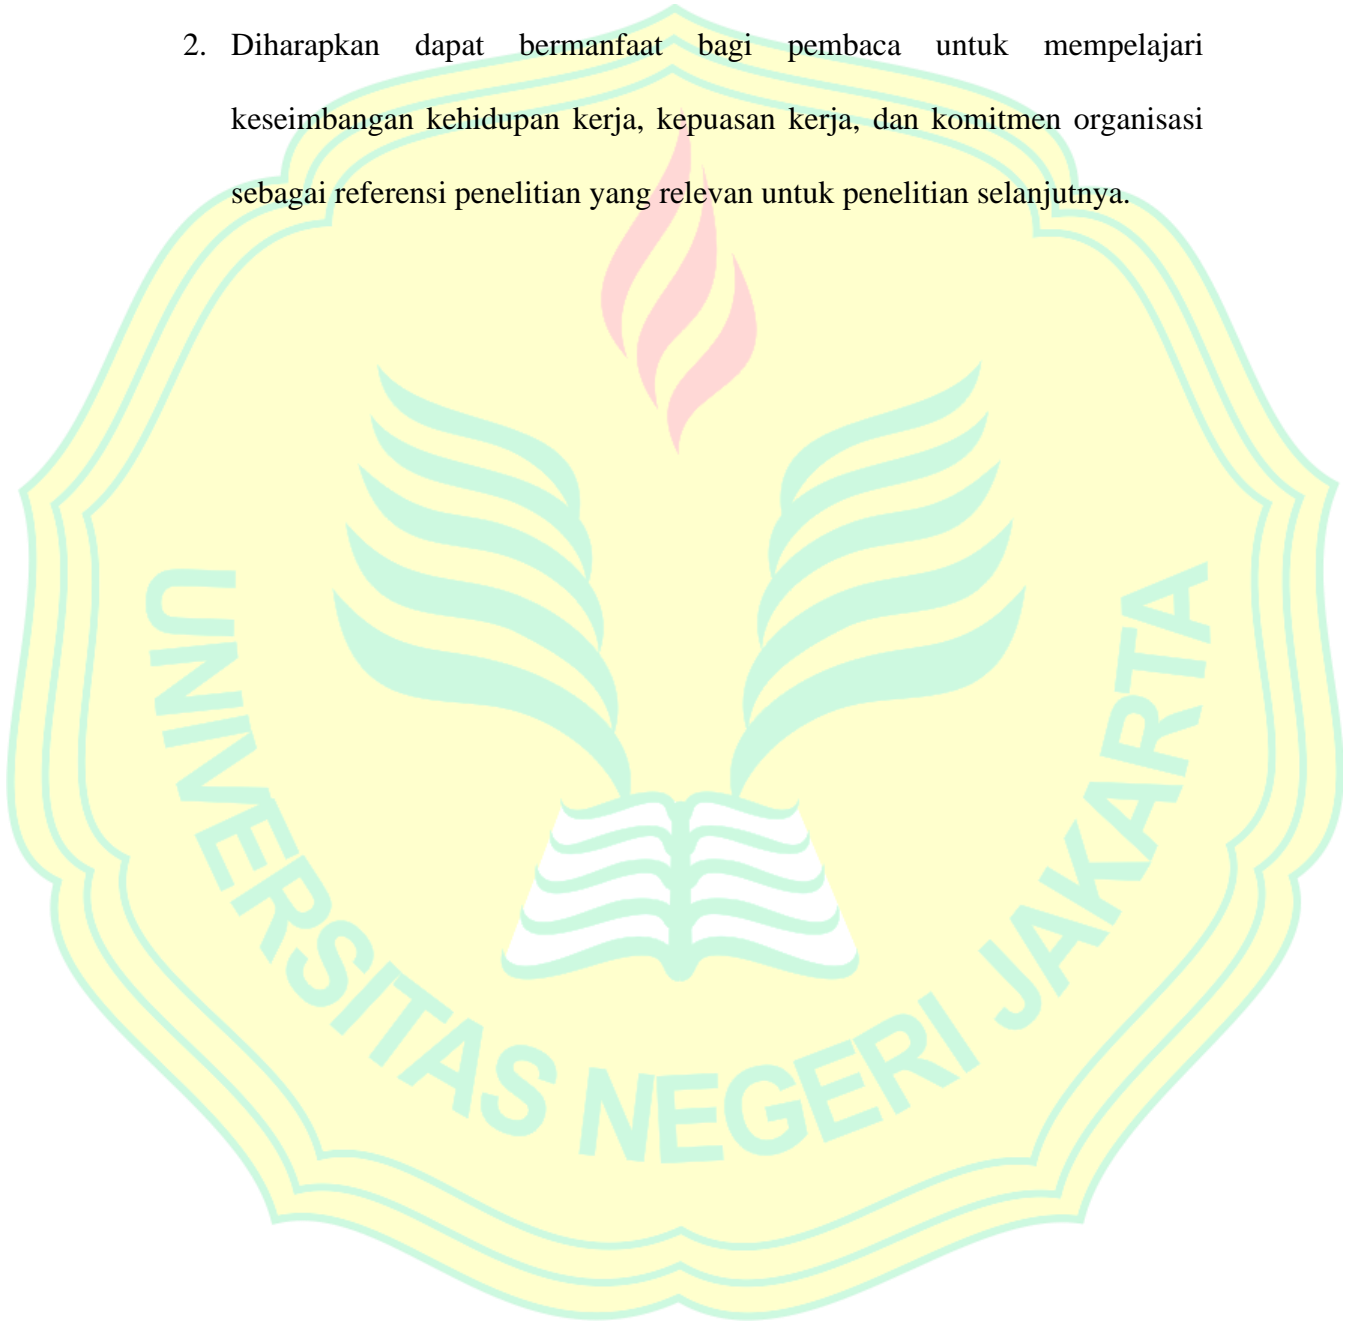 2. Diharapkan dapat bermanfaat bagi pembaca untuk mempelajari
keseimbangan kehidupan kerja, kepuasan kerja, dan komitmen organisasi
sebagai referensi penelitian yang relevan untuk penelitian selanjutnya.
UNIVERSITAS NEGERI JAKARTA